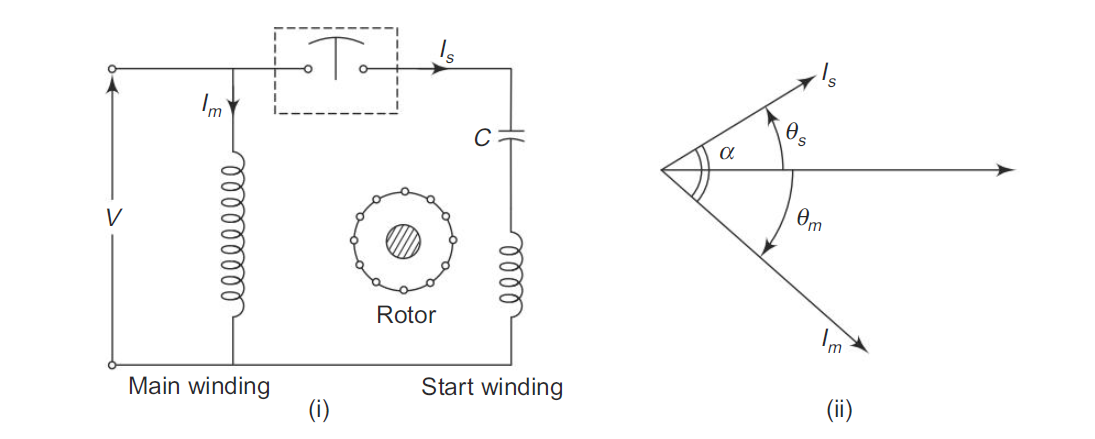 I_s
I_m
C
V
Rotor
Main winding
Start winding
(i)
I_s
θ_s
α
θ_m
I_m
(ii)